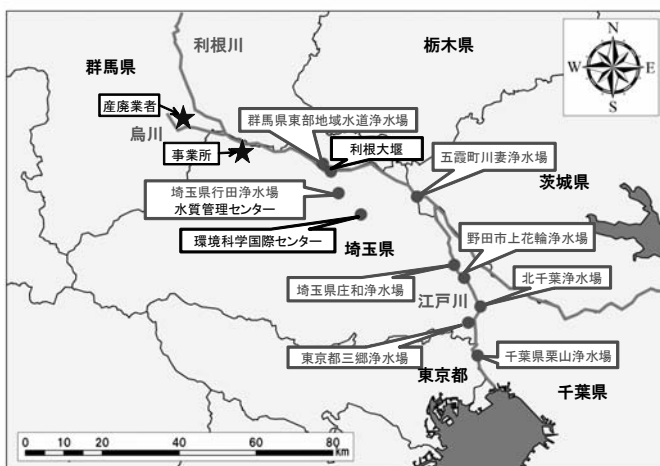 利根川
栃木県
N
W
E
S
群馬県
産廃業者
烏川
事業所
群馬県東部地域水道浄水場
利根大堰
五霞町川妻浄水場
茨城県
埼玉県行田浄水場
水質管理センター
環境科学国際センター
埼玉県
野田市上花輪浄水場
北千葉浄水場
埼玉県庄和浄水場
江戸川
東京都三郷浄水場
千葉県栗山浄水場
東京都
千葉県
0 10 20 40 60 80
km